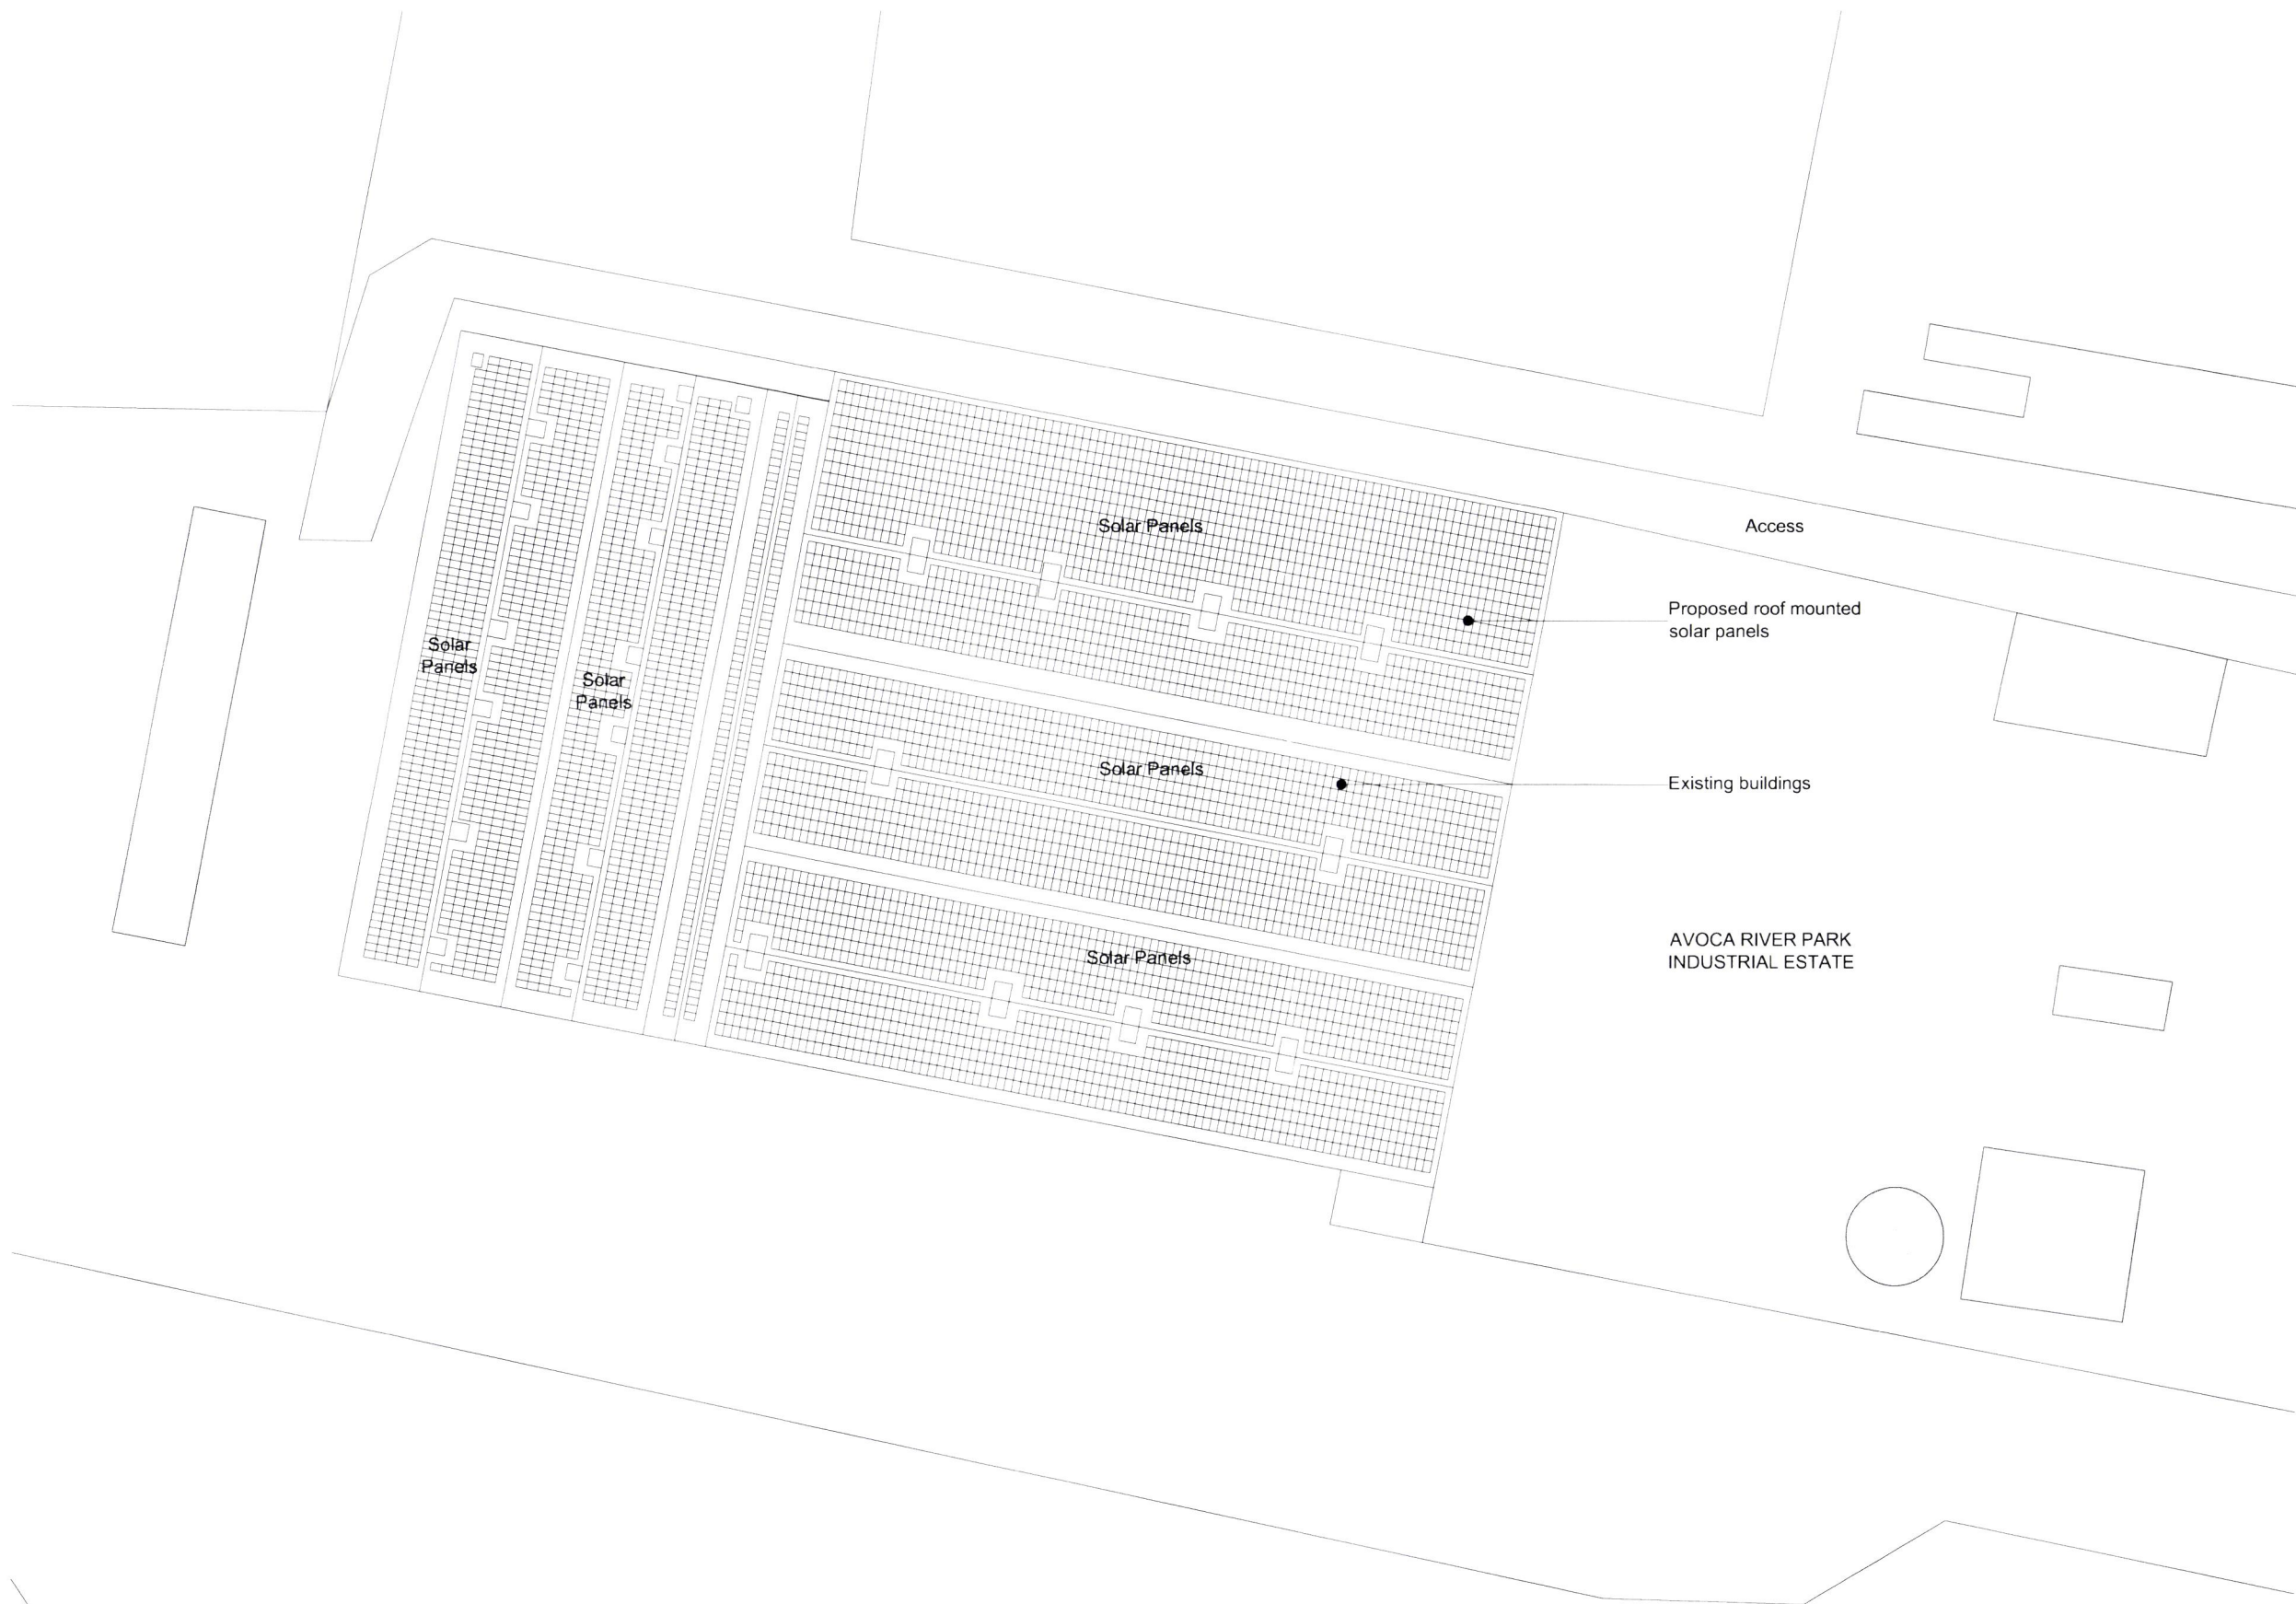 Solar Panels
Access
Proposed roof mounted
solar panels
Solar
Panels
Solar
Panels
Solar Panels
Existing buildings
AVOCA RIVER PARK
INDUSTRIAL ESTATE
Solar Panels